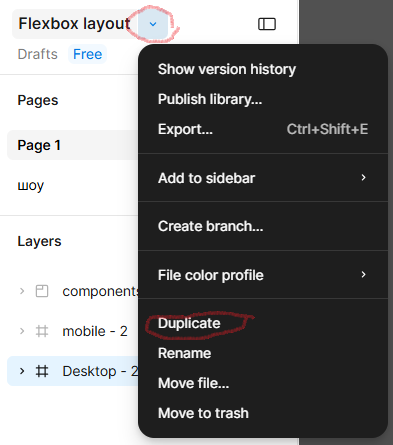 Flexbox layout
Drafts Free
Pages
Page 1
шоу
Layers
components
mobile - 2
Desktop - 2
Show version history
Publish library...
Export... Ctrl+Shift+E
Add to sidebar
Create branch...
File color profile
Duplicate
Rename
Move file...
Move to trash